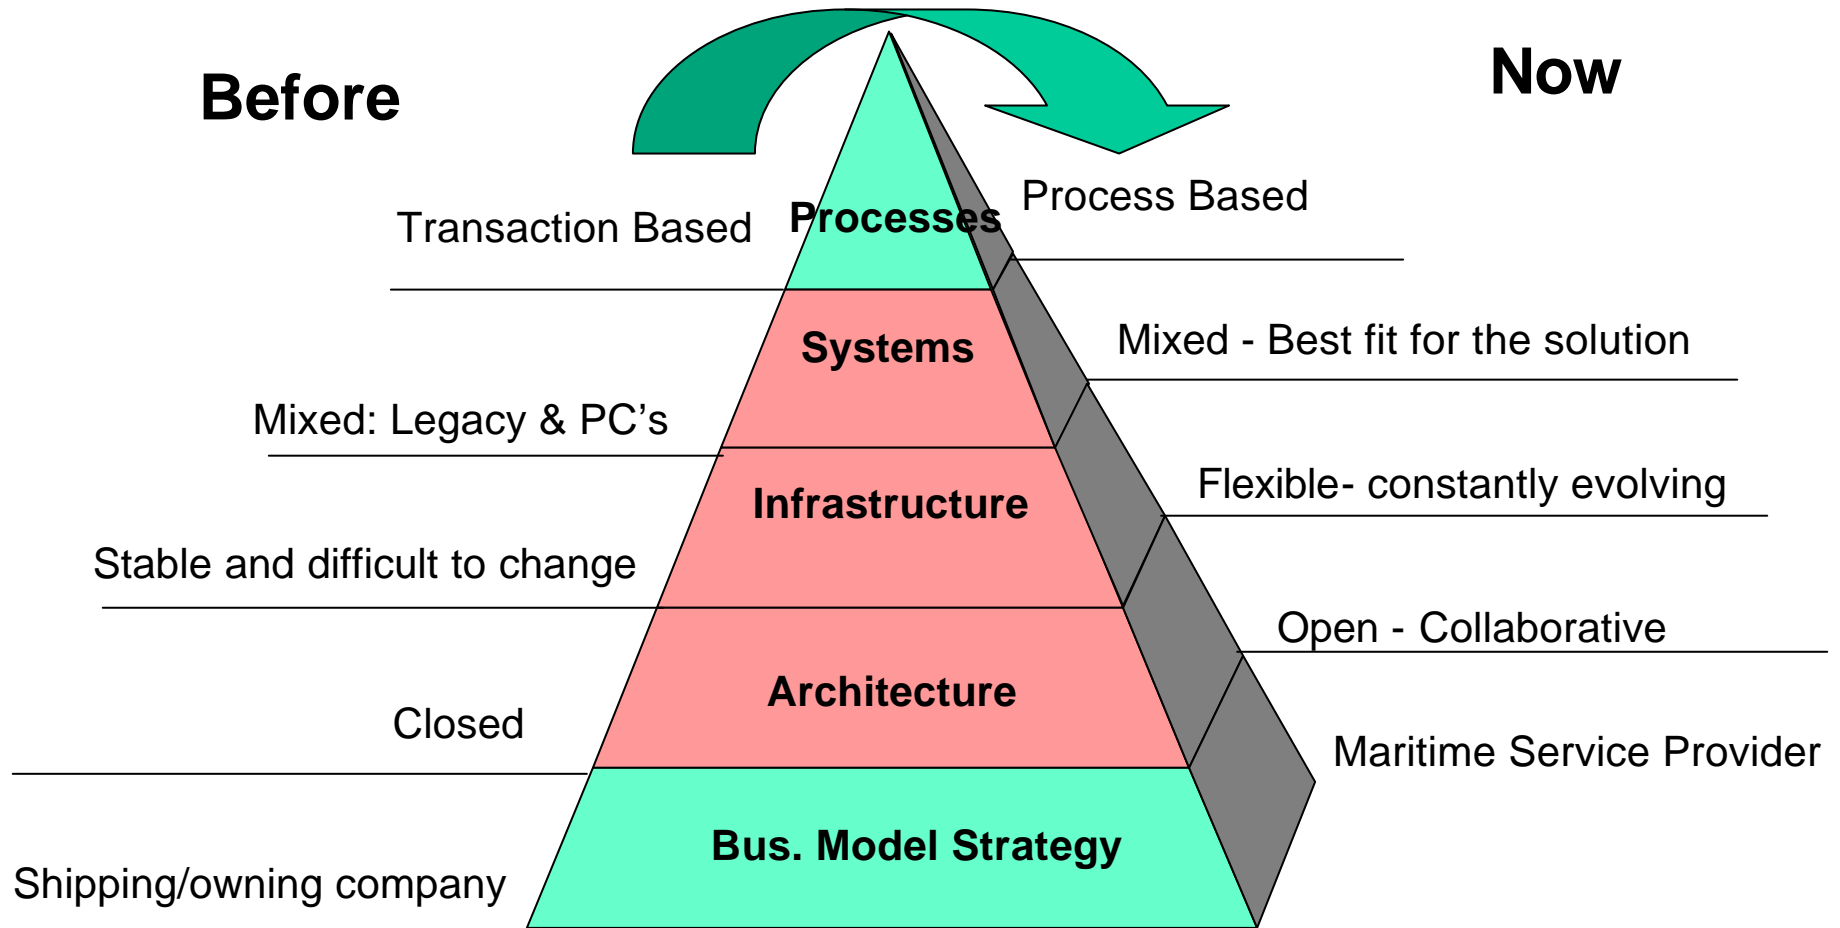 Before
Now
Transaction Based
Processes
Process Based
Systems
Mixed - Best fit for the solution
Mixed: Legacy & PC’s
Infrastructure
Flexible- constantly evolving
Stable and difficult to change
Open - Collaborative
Architecture
Closed
Maritime Service Provider
Bus. Model Strategy
Shipping/owning company